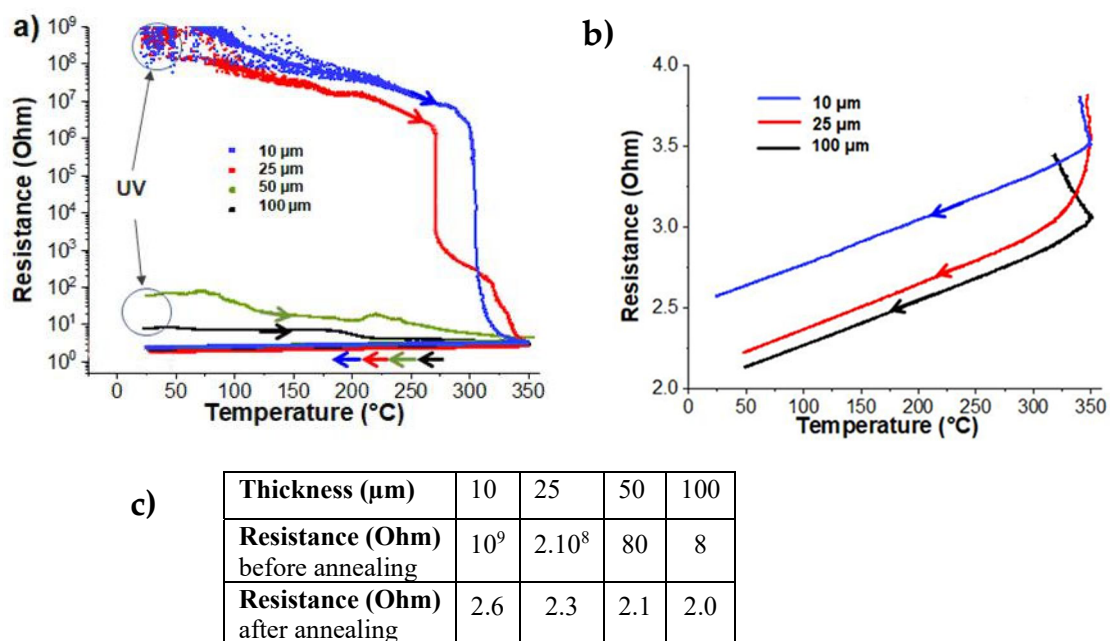 a)
10⁹
10⁸
10⁷
10⁶
10⁵
10⁴
10³
10²
10¹
10⁰
Resistance (Ohm)
UV
10 µm
25 µm
50 µm
100 µm
0 50 100 150 200 250 300 350
Temperature (°C)
b)
4.0
3.5
3.0
2.5
2.0
Resistance (Ohm)
10 µm
25 µm
100 µm
0 50 100 150 200 250 300 350
Temperature (°C)
c)
Thickness (µm) 10 25 50 100
Resistance (Ohm) 10⁹ 2.10⁸ 80 8
before annealing
Resistance (Ohm) 2.6 2.3 2.1 2.0
after annealing